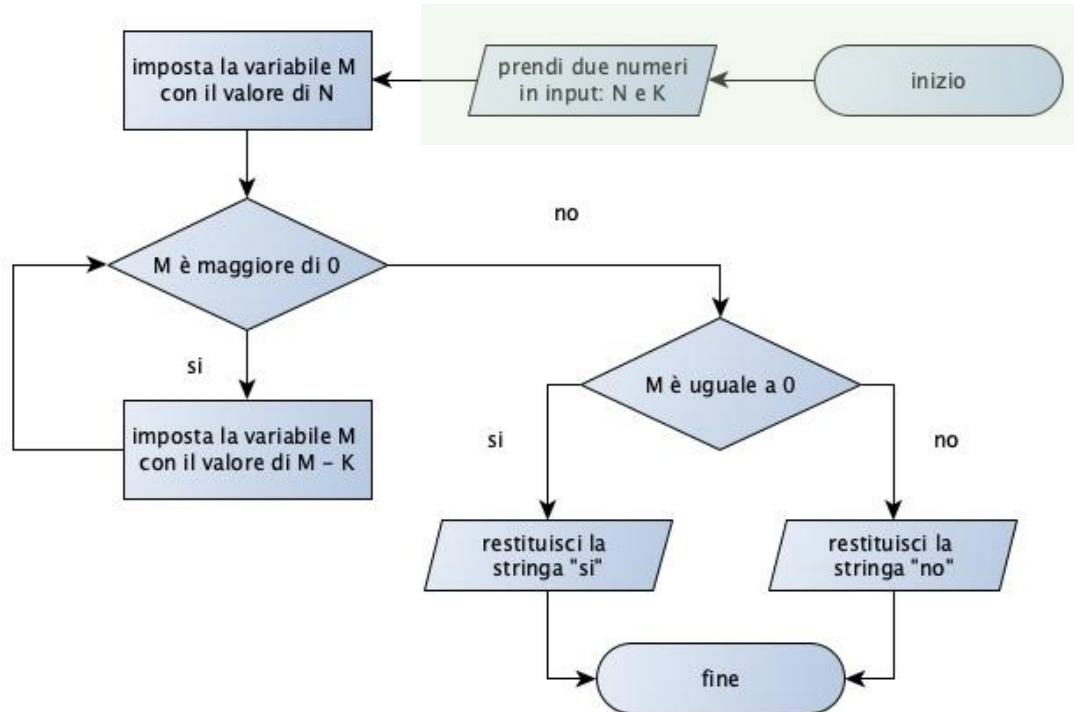 inizio
prendi due numeri
in input: N e K
imposta la variabile M
con il valore di N
M è maggiore di 0
si
no
imposta la variabile M
con il valore di M – K
M è uguale a 0
si
no
restituisci la
stringa "si"
restituisci la
stringa "no"
fine